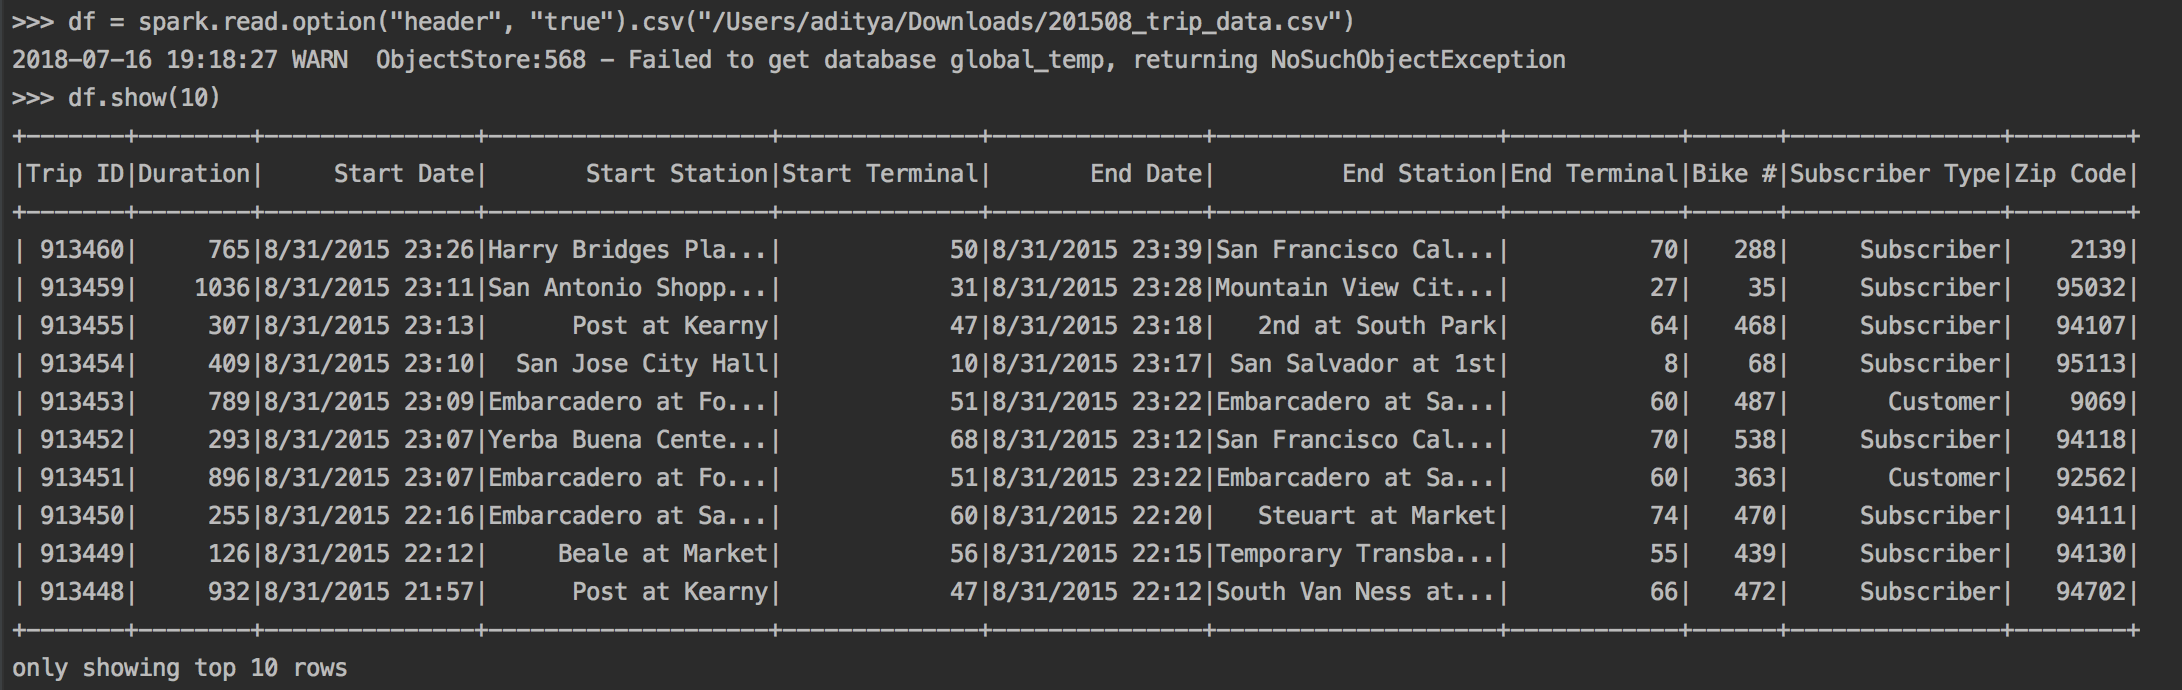 >>> df = spark.read.option("header", "true").csv("/Users/aditya/Downloads/201508_trip_data.csv")
2018-07-16 19:18:27 WARN  ObjectStore:568 - Failed to get database global_temp, returning NoSuchObjectException
>>> df.show(10)
+-------+--------+---------------+--------------------+--------------+---------------+--------------------+------------+------+---------------+--------+
|Trip ID|Duration|     Start Date|       Start Station|Start Terminal|       End Date|         End Station|End Terminal|Bike #|Subscriber Type|Zip Code|
+-------+--------+---------------+--------------------+--------------+---------------+--------------------+------------+------+---------------+--------+
| 913460|     765|8/31/2015 23:26|Harry Bridges Pla...|            50|8/31/2015 23:39|San Francisco Cal...|          70|   288|     Subscriber|    2139|
| 913459|    1036|8/31/2015 23:11|San Antonio Shopp...|            31|8/31/2015 23:28|Mountain View Cit...|          27|    35|     Subscriber|   95032|
| 913455|     307|8/31/2015 23:13|      Post at Kearny|            47|8/31/2015 23:18|   2nd at South Park|          64|   468|     Subscriber|   94107|
| 913454|     409|8/31/2015 23:10|  San Jose City Hall|            10|8/31/2015 23:17| San Salvador at 1st|           8|    68|     Subscriber|   95113|
| 913453|     789|8/31/2015 23:09|Embarcadero at Fo...|            51|8/31/2015 23:22|Embarcadero at Sa...|          60|   487|       Customer|    9069|
| 913452|     293|8/31/2015 23:07|Yerba Buena Cente...|            68|8/31/2015 23:12|San Francisco Cal...|          70|   538|     Subscriber|   94118|
| 913451|     896|8/31/2015 23:07|Embarcadero at Fo...|            51|8/31/2015 23:22|Embarcadero at Sa...|          60|   363|       Customer|   92562|
| 913450|     255|8/31/2015 22:16|Embarcadero at Sa...|            60|8/31/2015 22:20|   Steuart at Market|          74|   470|     Subscriber|   94111|
| 913449|     126|8/31/2015 22:12|     Beale at Market|            56|8/31/2015 22:15|Temporary Transba...|          55|   439|     Subscriber|   94130|
| 913448|     932|8/31/2015 21:57|      Post at Kearny|            47|8/31/2015 22:12|South Van Ness at...|          66|   472|     Subscriber|   94702|
+-------+--------+---------------+--------------------+--------------+---------------+--------------------+------------+------+---------------+--------+
only showing top 10 rows